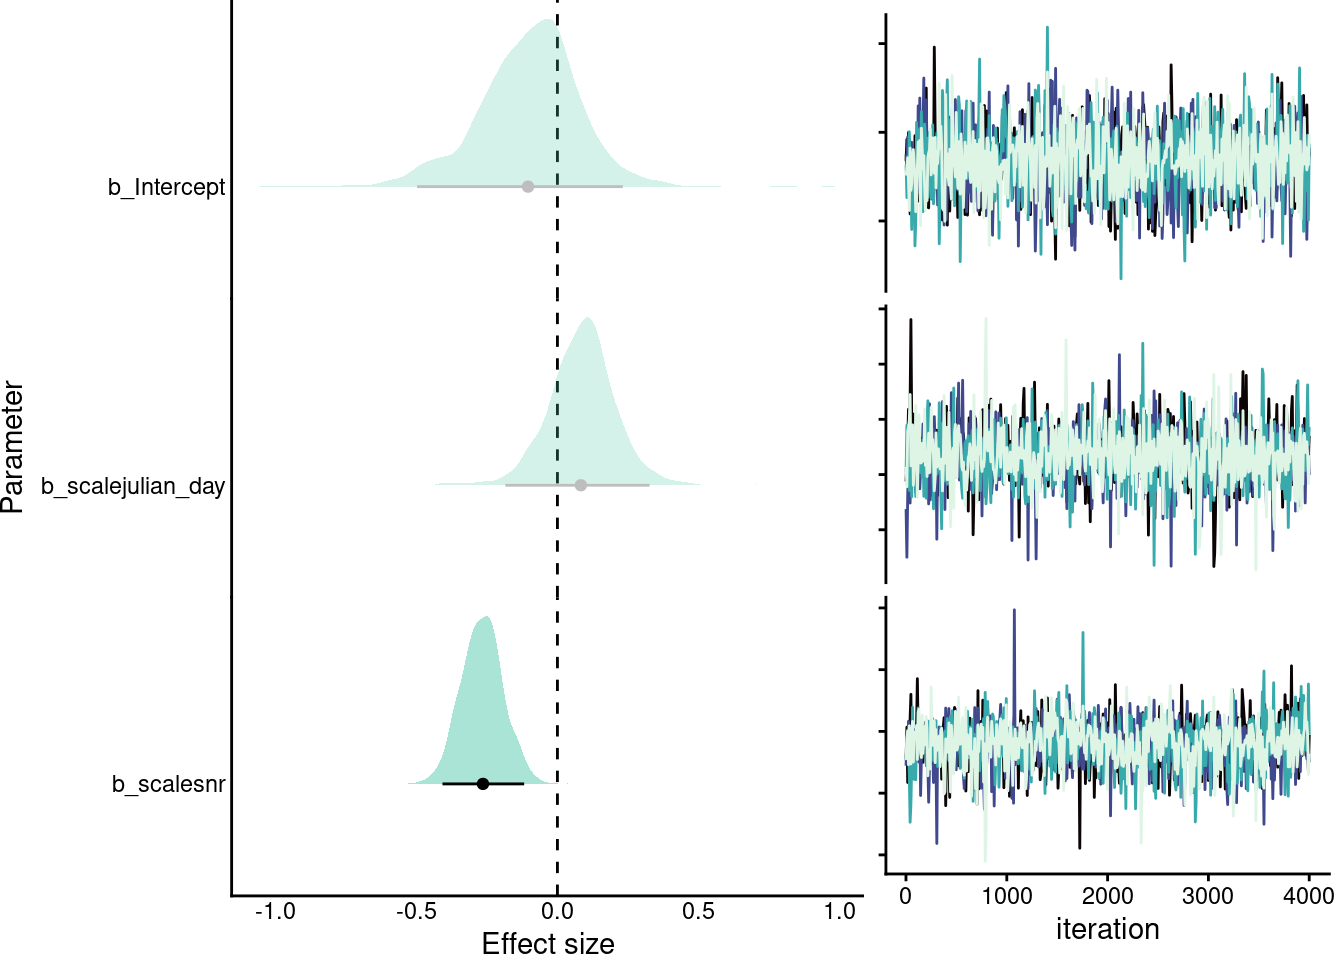 Parameter
b_Intercept
b_scalejulian_day
b_scalesnr
-1.0 -0.5 0.0 0.5 1.0
Effect size
0 1000 2000 3000 4000
iteration